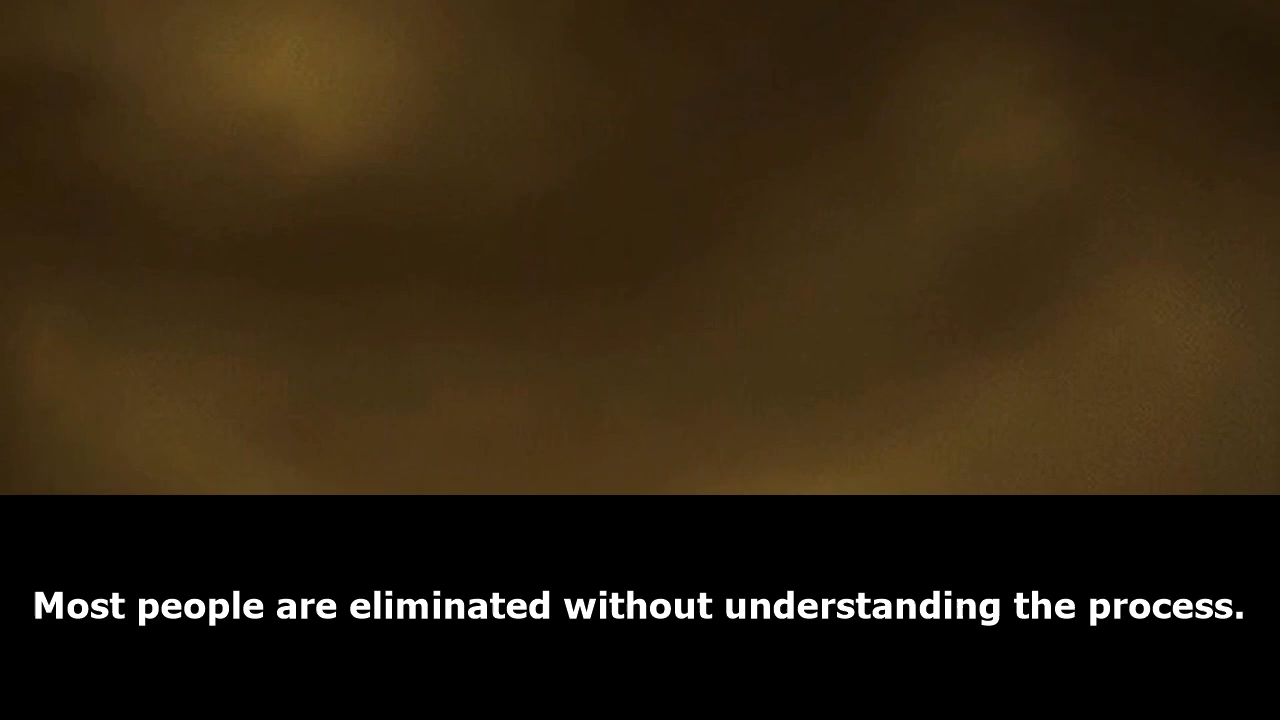 Most people are eliminated without understanding the process.